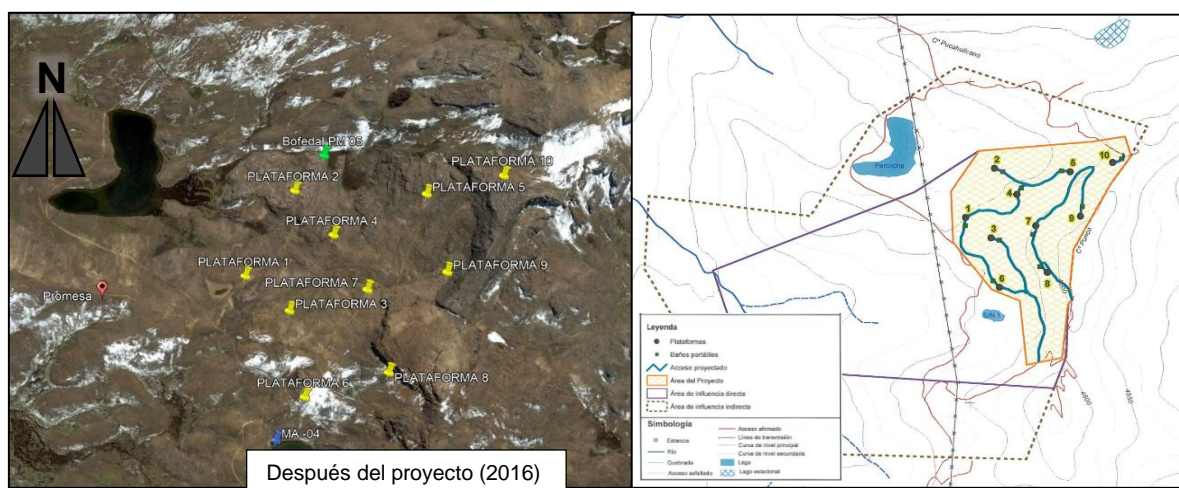 N
Bofedal PM 05
PLATAFORMA 10
PLATAFORMA 2
PLATAFORMA 5
PLATAFORMA 4
PLATAFORMA 1
PLATAFORMA 9
PLATAFORMA 7
Promesa
PLATAFORMA 3
PLATAFORMA 8
PLATAFORMA 6
MA -04
Después del proyecto (2016)
Parcocha
2
5
10
4
1
9
7
3
8
6
S/N 1
4600
4550
Leyenda
Plataformas
Baños portátiles
Acceso proyectado
Área del Proyecto
Área de influencia directa
Área de influencia indirecta
Simbología
Estanca
Río
Quebrada
Acceso asfaltado
Acceso afirmado
Línea de transmisión
Curva de nivel principal
Curva de nivel secundaria
Lago
Lago estacional